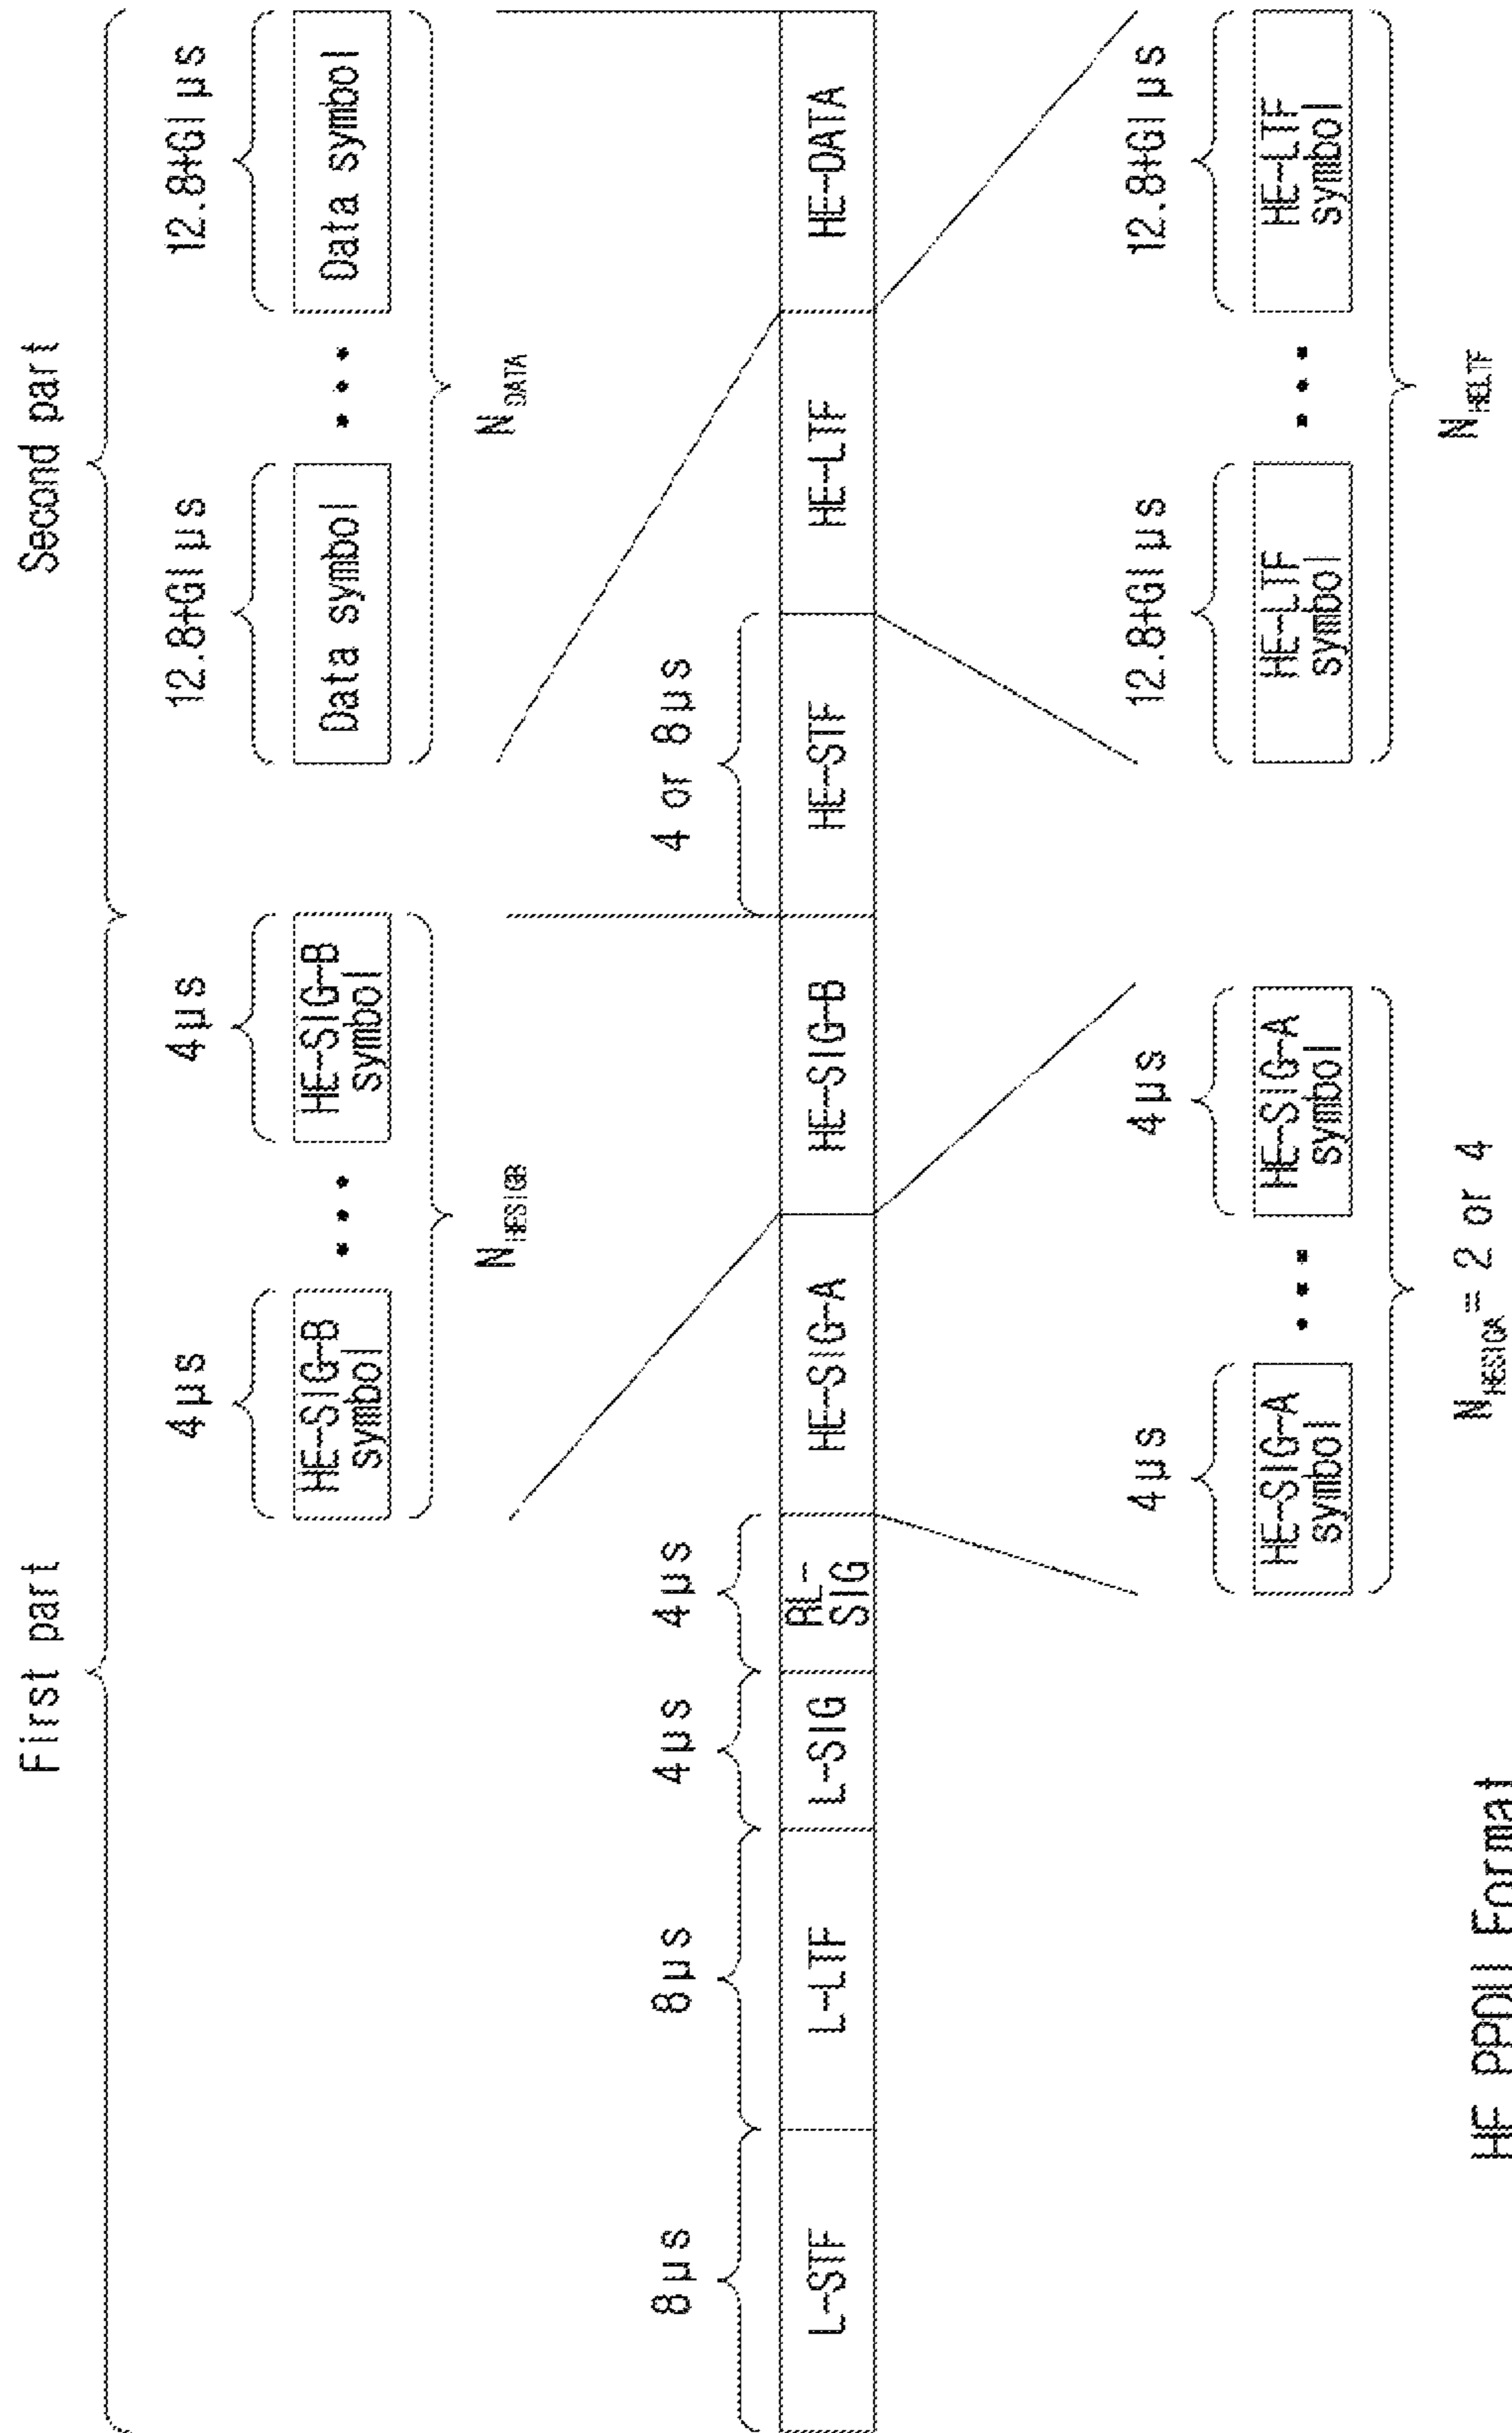 First part
Second part
4μs
4μs
12.8+GI μs
12.8+GI μs
HE-SIG-B
symbol
HE-SIG-B
symbol
Data symbol
Data symbol
N_HESIGB
N_DATA
8μs
8μs
4μs
4μs
4 or 8μs
L-STF
L-LTF
L-SIG
RL-
SIG
HE-SIG-A
HE-SIG-B
HE-STF
HE-LTF
HE-DATA
4μs
4μs
12.8+GI μs
12.8+GI μs
HE-SIG-A
symbol
HE-SIG-A
symbol
HE-LTF
symbol
HE-LTF
symbol
N_HESIGA = 2 or 4
N_HELTF
HE PPDU Format